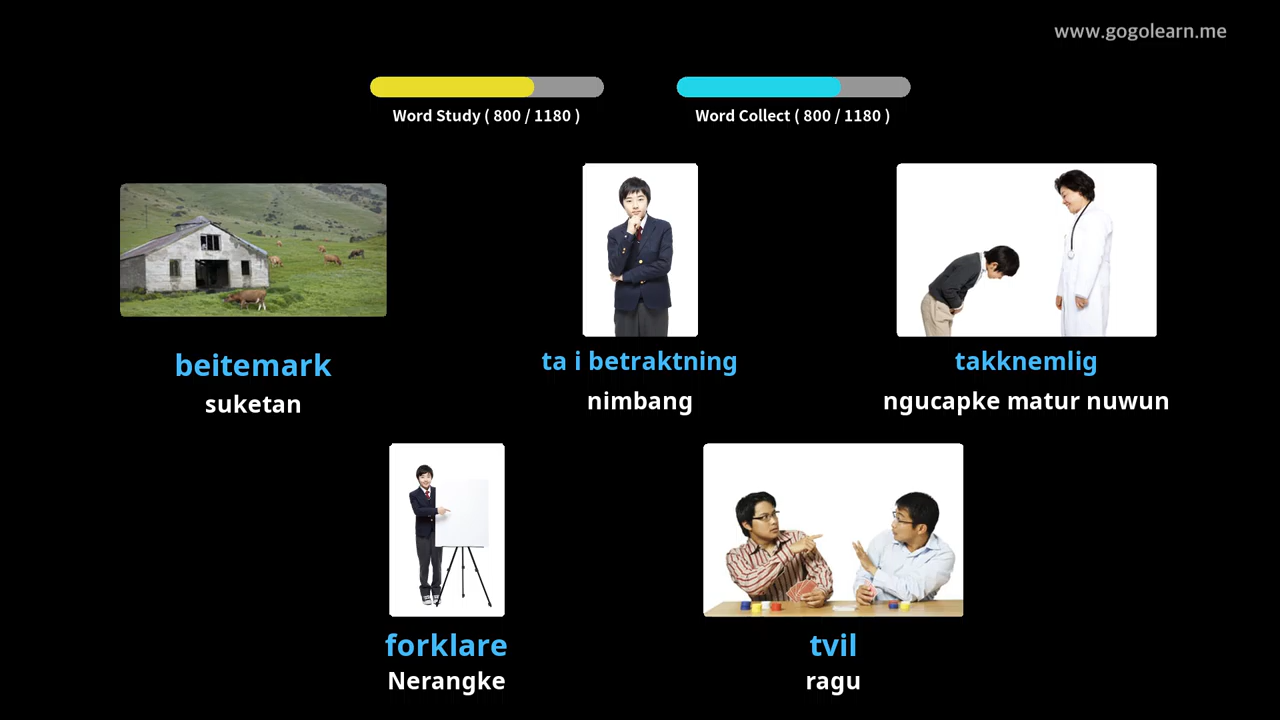 www.gogolearn.me
Word Study ( 800 / 1180 )
Word Collect ( 800 / 1180 )
beitemark
suketan
ta i betraktning
nimbang
takknemlig
ngucapke matur nuwun
forklare
Nerangke
tvil
ragu